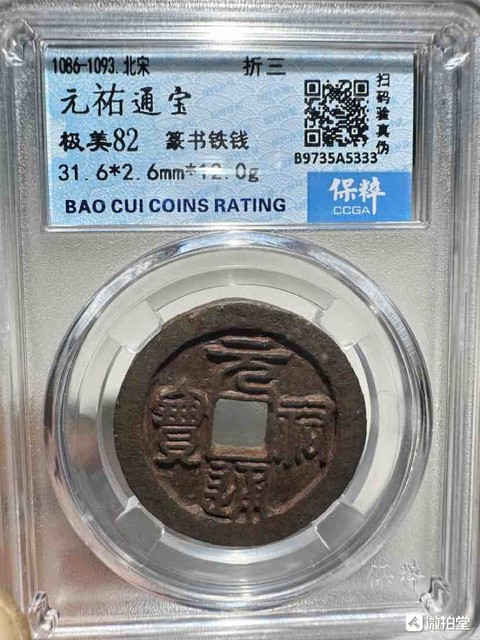 1086-1093.北宋 折三
元祐通宝
极美82 篆书铁钱
31.6*2.6mm*12.0g
BAO CUI COINS RATING
扫码验真伪
B9735A5333
保粹
CCGA
元祐通寶
保粹
微拍堂